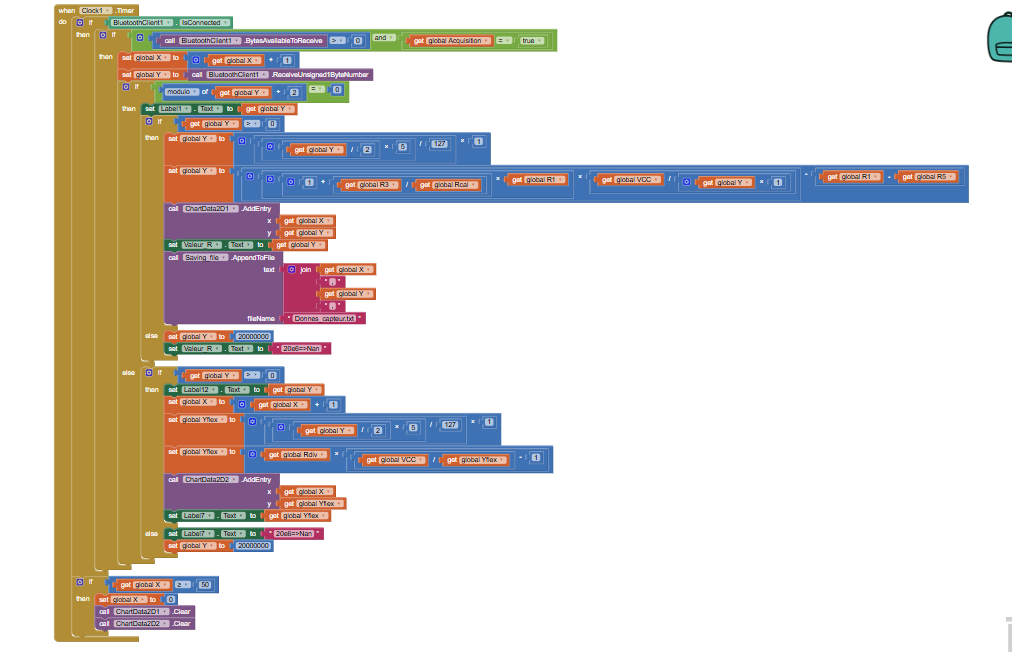 when Clock1 .Timer
do if BluetoothClient1 . IsConnected
then if call BluetoothClient1 .BytesAvailableToReceive > 0 and get global Acquisition = true
then set global X to get global X + 1
set global Y to call BluetoothClient1 .ReceiveUnsigned1ByteNumber
if modulo of get global Y ÷ 2 = 0
then set Label1 . Text to get global Y
if get global Y > 0
then set global Y to get global Y / 2 × 5 / 127 × 1
set global Y to 1 + get global R3 / get global Rcal × get global R1 × get global VCC / get global Y × 1 - get global R1 - get global R5
call ChartData2D1 .AddEntry
x get global X
y get global Y
set Valeur_R . Text to get global Y
call Saving_file .AppendToFile
text join get global X
" , "
get global Y
fileName " Donnes_capteur.txt "
else set global Y to 20000000
set Valeur_R . Text to " 20e6=>Nan "
else if get global Y > 0
then set Label12 . Text to get global Y
set global X to get global X + 1
set global Yflex to get global Y / 2 × 5 / 127 × 1
set global Yflex to get global Rdiv × get global VCC / get global Yflex - 1
call ChartData2D2 .AddEntry
x get global X
y get global Yflex
set Label7 . Text to get global Yflex
else set Label7 . Text to " 20e6=>Nan "
set global Y to 20000000
if get global X ≥ 50
then set global X to 0
call ChartData2D1 .Clear
call ChartData2D2 .Clear